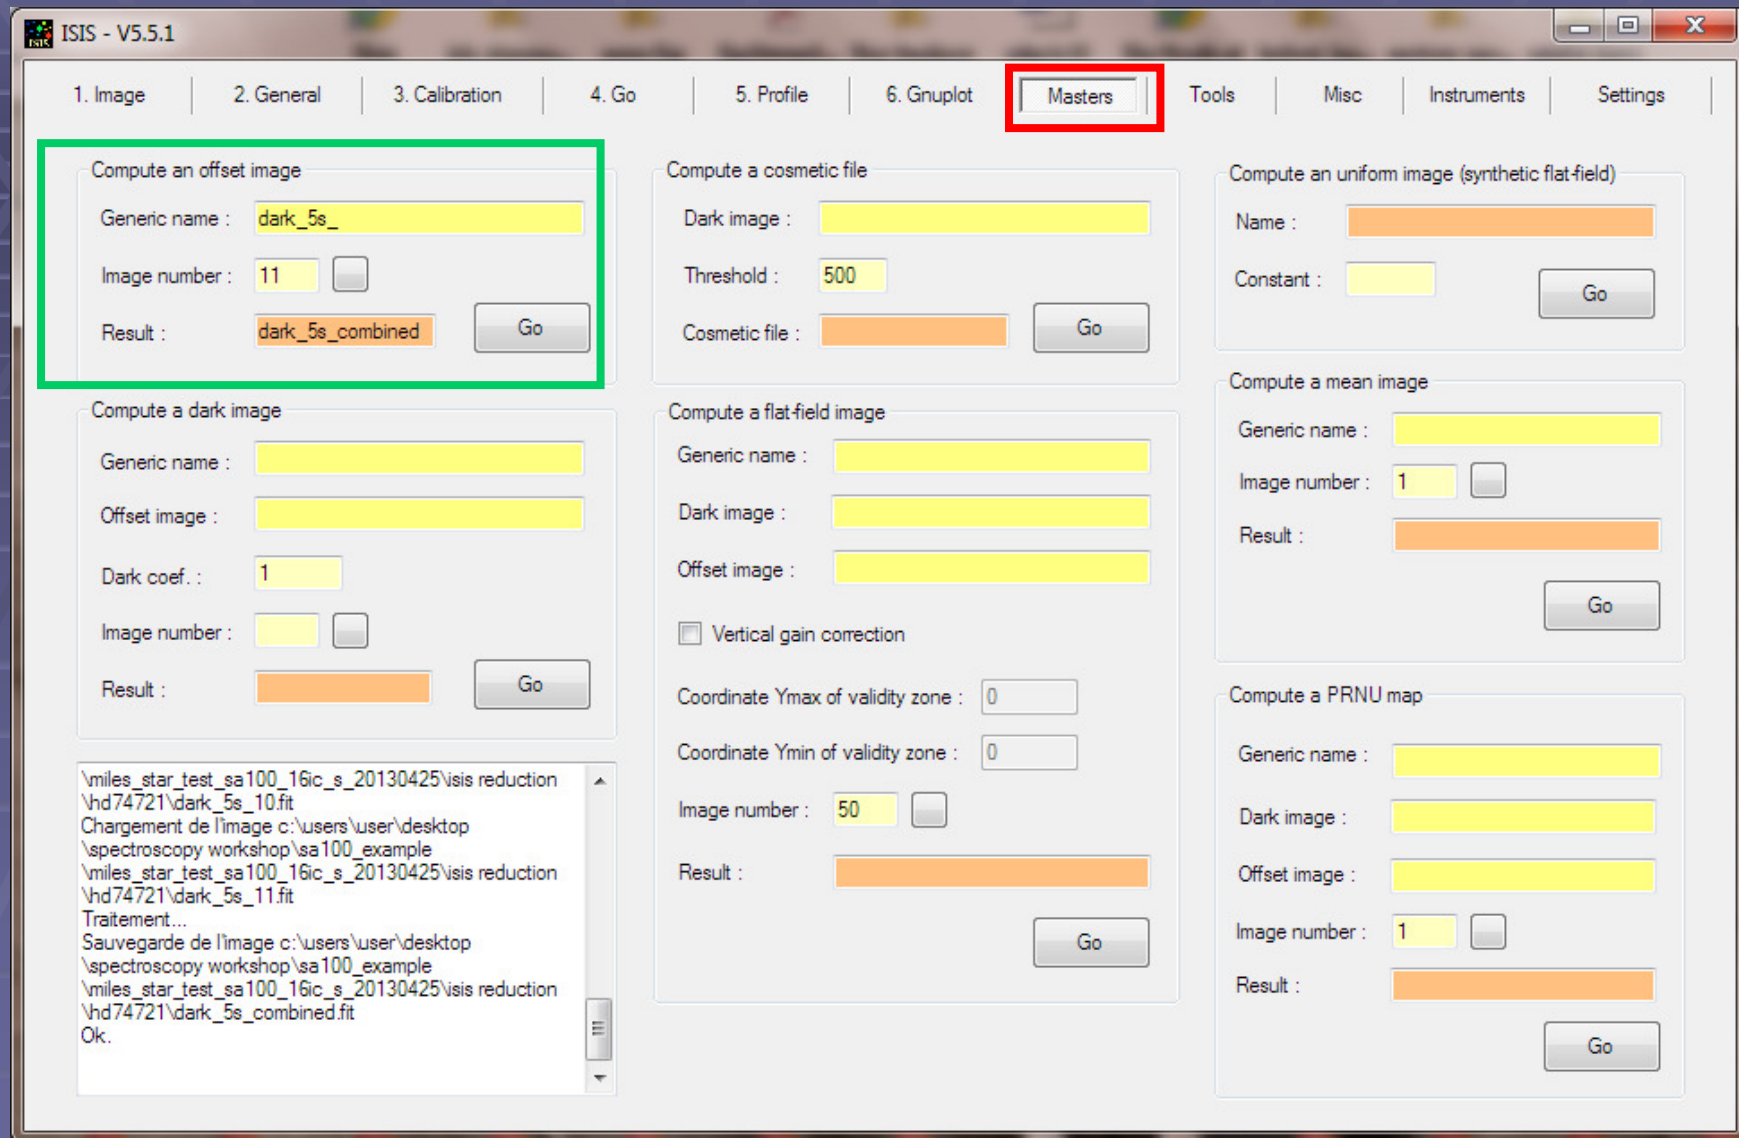 ISIS - V5.5.1
1. Image
2. General
3. Calibration
4. Go
5. Profile
6. Gnuplot
Masters
Tools
Misc
Instruments
Settings
Compute an offset image
Generic name : dark_5s_
Image number : 11
Result : dark_5s_combined Go
Compute a dark image
Generic name :
Offset image :
Dark coef. : 1
Image number :
Result : Go
\miles_star_test_sa100_16ic_s_20130425\isis reduction
\hd74721\dark_5s_10.fit
Chargement de l'image c:\users\user\desktop
\spectroscopy workshop\sa100_example
\miles_star_test_sa100_16ic_s_20130425\isis reduction
\hd74721\dark_5s_11.fit
Traitement...
Sauvegarde de l'image c:\users\user\desktop
\spectroscopy workshop\sa100_example
\miles_star_test_sa100_16ic_s_20130425\isis reduction
\hd74721\dark_5s_combined.fit
Ok.
Compute a cosmetic file
Dark image :
Threshold : 500
Cosmetic file : Go
Compute a flat-field image
Generic name :
Dark image :
Offset image :
Vertical gain correction
Coordinate Ymax of validity zone : 0
Coordinate Ymin of validity zone : 0
Image number : 50
Result :
Go
Compute an uniform image (synthetic flat-field)
Name :
Constant : Go
Compute a mean image
Generic name :
Image number : 1
Result :
Go
Compute a PRNU map
Generic name :
Dark image :
Offset image :
Image number : 1
Result :
Go